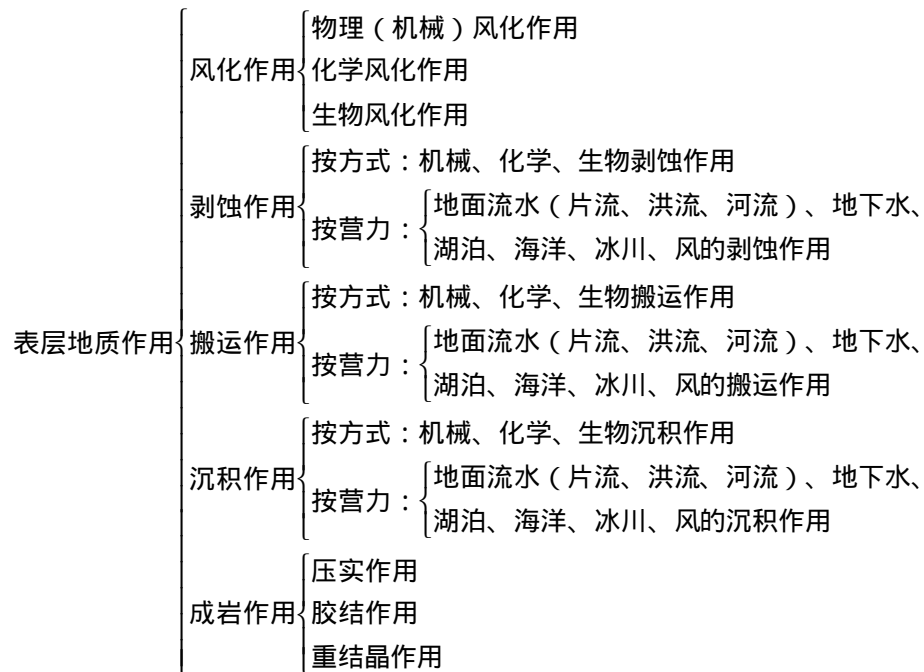 物理（机械）风化作用
风化作用 化学风化作用
生物风化作用
按方式：机械、化学、生物剥蚀作用
剥蚀作用
按营力：
地面流水（片流、洪流、河流）、地下水、
湖泊、海洋、冰川、风的剥蚀作用
按方式：机械、化学、生物搬运作用
表层地质作用 搬运作用
按营力：
地面流水（片流、洪流、河流）、地下水、
湖泊、海洋、冰川、风的搬运作用
按方式：机械、化学、生物沉积作用
沉积作用
按营力：
地面流水（片流、洪流、河流）、地下水、
湖泊、海洋、冰川、风的沉积作用
压实作用
成岩作用 胶结作用
重结晶作用